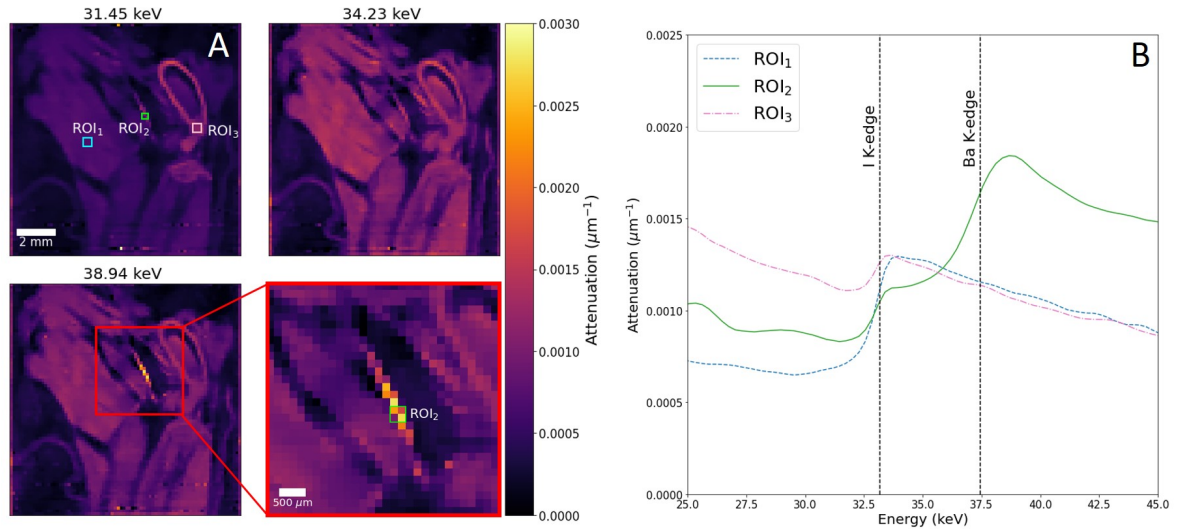 31.45 keV
34.23 keV
A
ROI₁
ROI₂
ROI₃
2 mm
38.94 keV
ROI₂
500 μm
0.0030
0.0025
0.0020
0.0015
0.0010
0.0005
0.0000
Attenuation (μm⁻¹)
B
ROI₁
ROI₂
ROI₃
I K-edge
Ba K-edge
0.0025
0.0020
0.0015
0.0010
0.0005
0.0000
Attenuation (μm⁻¹)
25.0 27.5 30.0 32.5 35.0 37.5 40.0 42.5 45.0
Energy (keV)